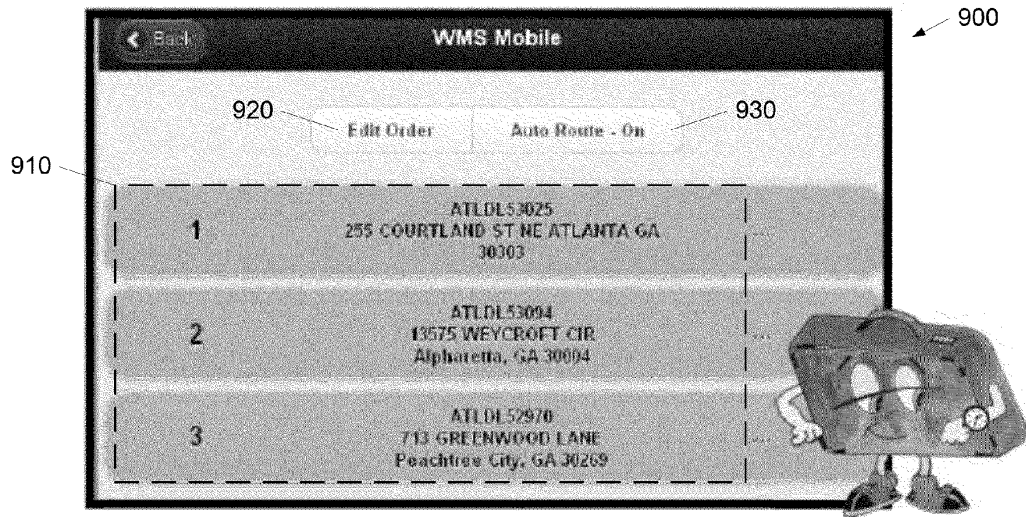 900
Back
WMS Mobile
920
Edit Order
Auto Route - On
930
910
1
ATLDL53025
255 COURTLAND ST NE ATLANTA GA
30303
...
2
ATLDL53094
13575 WEYCROFT CIR
Alpharetta, GA 30004
...
3
ATLDL52970
713 GREENWOOD LANE
Peachtree City, GA 30269
...